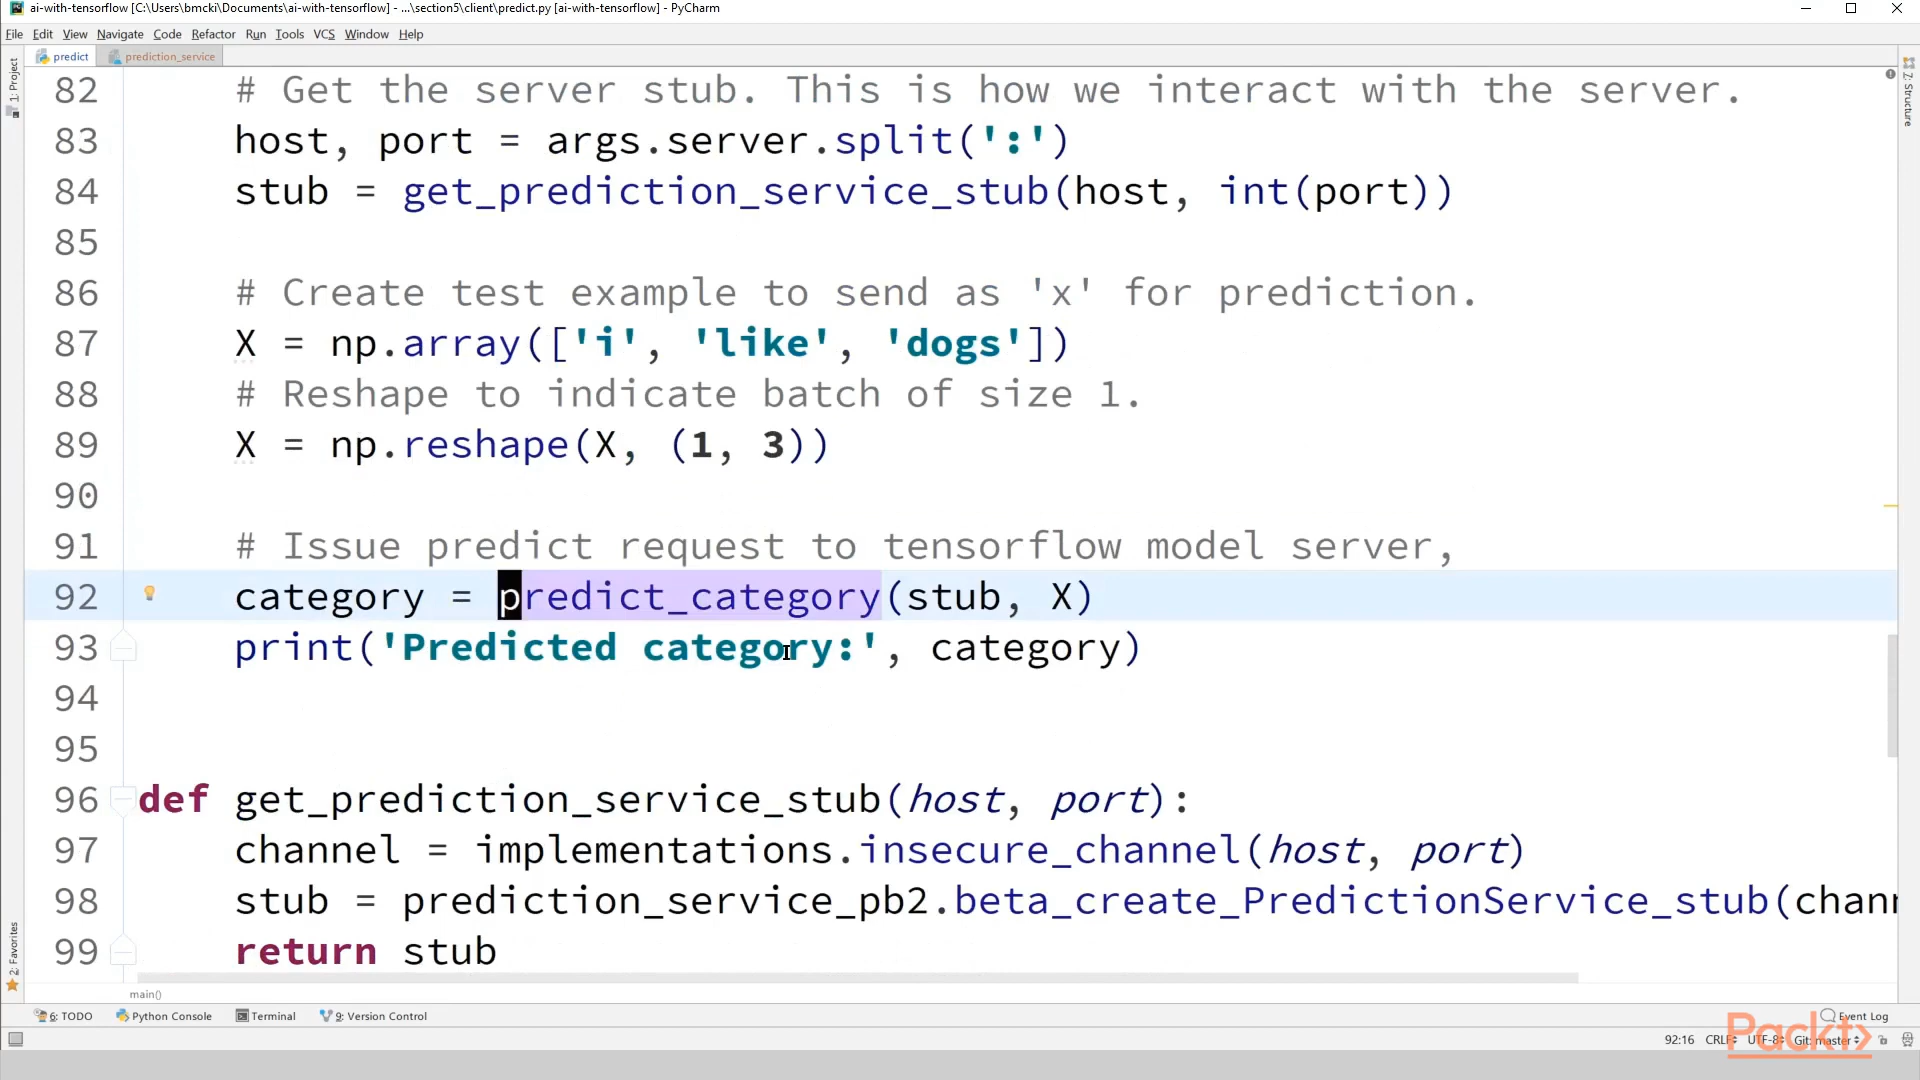 ai-with-tensorflow [C:\Users\bmcki\Documents\ai-with-tensorflow] - ...\section5\client\predict.py [ai-with-tensorflow] - PyCharm
File Edit View Navigate Code Refactor Run Tools VCS Window Help
predict prediction_service
1: Project
Z: Structure
82 # Get the server stub. This is how we interact with the server.
83 host, port = args.server.split(':')
84 stub = get_prediction_service_stub(host, int(port))
85
86 # Create test example to send as 'x' for prediction.
87 X = np.array(['i', 'like', 'dogs'])
88 # Reshape to indicate batch of size 1.
89 X = np.reshape(X, (1, 3))
90
91 # Issue predict request to tensorflow model server,
92 category = predict_category(stub, X)
93 print('Predicted category:', category)
94
95
96 def get_prediction_service_stub(host, port):
97 channel = implementations.insecure_channel(host, port)
98 stub = prediction_service_pb2.beta_create_PredictionService_stub(chann
99 return stub
2: Favorites
main()
6: TODO Python Console Terminal 9: Version Control Event Log
92:16 CRLF UTF-8 Git: master
Packt